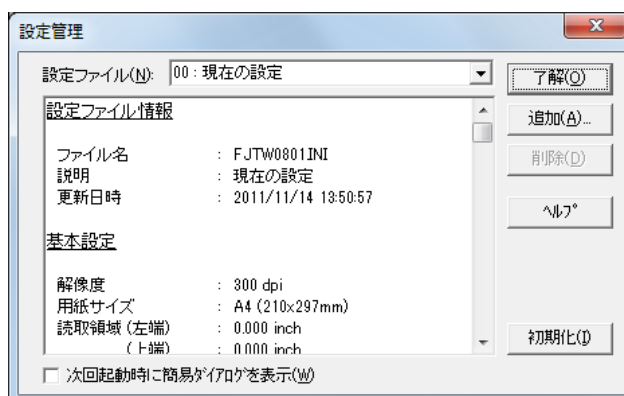 設定管理
設定ファイル(N): 00 : 現在の設定
了解(O)
追加(A)...
削除(D)
ヘルプ
初期化(I)
設定ファイル情報
ファイル名 : FJTW0801.INI
説明 : 現在の設定
更新日時 : 2011/11/14 13:50:57
基本設定
解像度 : 300 dpi
用紙サイズ : A4 (210x297mm)
読取領域 (左端) : 0.000 inch
(上端) : 0.000 inch
次回起動時に簡易ダイアログを表示(W)